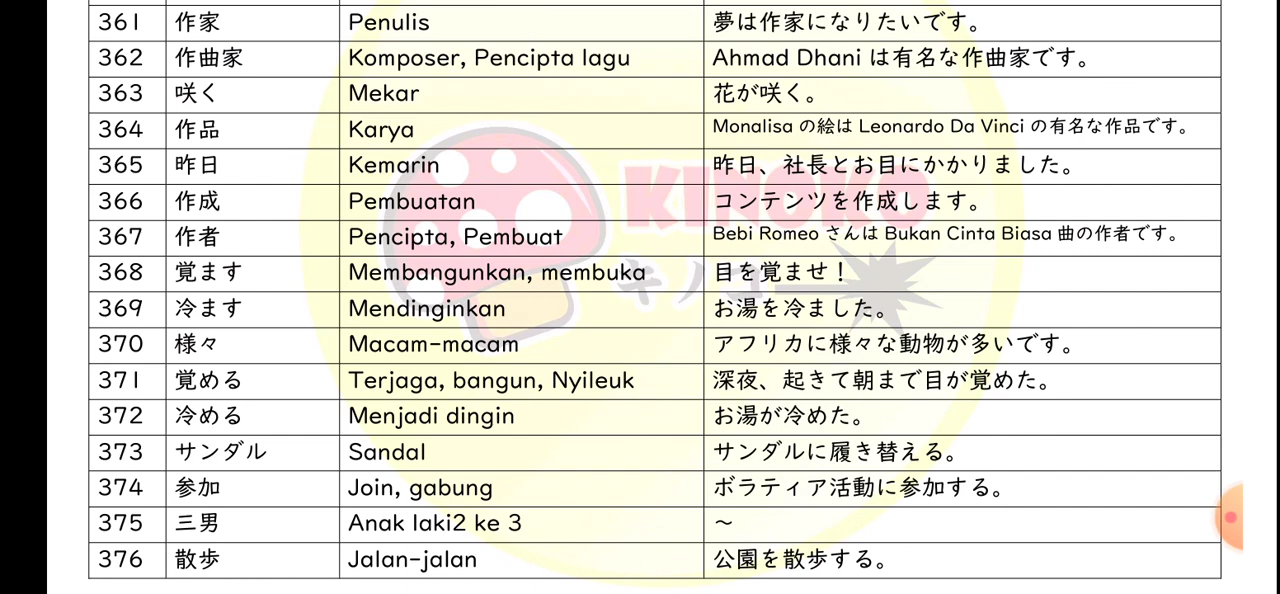 361 作家 Penulis 夢は作家になりたいです。
362 作曲家 Komposer, Pencipta lagu Ahmad Dhani は有名な作曲家です。
363 咲く Mekar 花が咲く。
364 作品 Karya Monalisa の絵は Leonardo Da Vinci の有名な作品です。
365 昨日 Kemarin 昨日、社長とお目にかかりました。
366 作成 Pembuatan コンテンツを作成します。
367 作者 Pencipta, Pembuat Bebi Romeo さんは Bukan Cinta Biasa 曲の作者です。
368 覚ます Membangunkan, membuka 目を覚ませ！
369 冷ます Mendinginkan お湯を冷ました。
370 様々 Macam-macam アフリカに様々な動物が多いです。
371 覚める Terjaga, bangun, Nyileuk 深夜、起きて朝まで目が覚めた。
372 冷める Menjadi dingin お湯が冷めた。
373 サンダル Sandal サンダルに履き替える。
374 参加 Join, gabung ボラティア活動に参加する。
375 三男 Anak laki2 ke 3 ～
376 散歩 Jalan-jalan 公園を散歩する。
KINOKO
キノコ